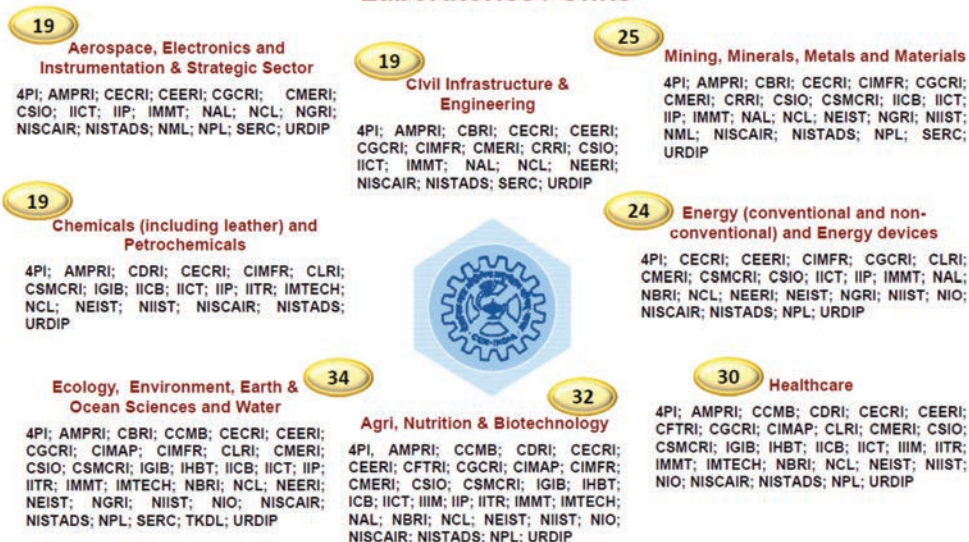 19
Aerospace, Electronics and
Instrumentation & Strategic Sector
4PI; AMPRI; CECRI; CEERI; CGCRI; CMERI;
CSIO; IICT; IIP; IMMT; NAL; NCL; NGRI;
NISCAIR; NISTADS; NML; NPL; SERC; URDIP
19
Civil Infrastructure &
Engineering
4PI; AMPRI; CBRI; CECRI; CEERI;
CGCRI; CIMFR; CMERI; CRRI; CSIO;
IICT; IMMT; NAL; NCL; NEERI;
NISCAIR; NISTADS; SERC; URDIP
25
Mining, Minerals, Metals and Materials
4PI; AMPRI; CBRI; CECRI; CIMFR; CGCRI;
CMERI; CRRI; CSIO; CSMCRI; IICB; IICT;
IIP; IMMT; NAL; NCL; NEIST; NGRI; NIIST;
NML; NISCAIR; NISTADS; NPL; SERC;
URDIP
19
Chemicals (including leather) and
Petrochemicals
4PI; AMPRI; CDRI; CECRI; CIMFR; CLRI;
CSMCRI; IGIB; IICB; IICT; IIP; IITR; IMTECH;
NCL; NEIST; NIIST; NISCAIR; NISTADS;
URDIP
24
Energy (conventional and non-
conventional) and Energy devices
4PI; CECRI; CEERI; CIMFR; CGCRI; CLRI;
CMERI; CSMCRI; CSIO; IICT; IIP; IMMT; NAL;
NBRI; NCL; NEERI; NEIST; NGRI; NIIST; NIO;
NISCAIR; NISTADS; NPL; URDIP
CSIR-INDIA
34
Ecology, Environment, Earth &
Ocean Sciences and Water
4PI; AMPRI; CBRI; CCMB; CECRI; CEERI;
CGCRI; CIMAP; CIMFR; CLRI; CMERI;
CSIO; CSMCRI; IGIB; IHBT; IICB; IICT; IIP;
IITR; IMMT; IMTECH; NBRI; NCL; NEERI;
NEIST; NGRI; NIIST; NIO; NISCAIR;
NISTADS; NPL; SERC; TKDL; URDIP
32
Agri, Nutrition & Biotechnology
4PI, AMPRI; CCMB; CDRI; CECRI;
CEERI; CFTRI; CGCRI; CIMAP; CIMFR;
CMERI; CSIO; CSMCRI; IGIB; IHBT;
ICB; IICT; IIIM; IIP; IITR; IMMT; IMTECH;
NAL; NBRI; NCL; NEIST; NIIST; NIO;
NISCAIR; NISTADS; NPL; URDIP
30
Healthcare
4PI; AMPRI; CCMB; CDRI; CECRI; CEERI;
CFTRI; CGCRI; CIMAP; CLRI; CMERI; CSIO;
CSMCRI; IGIB; IHBT; IICB; IICT; IIIM; IITR;
IMMT; IMTECH; NBRI; NCL; NEIST; NIIST;
NIO; NISCAIR; NISTADS; NPL; URDIP